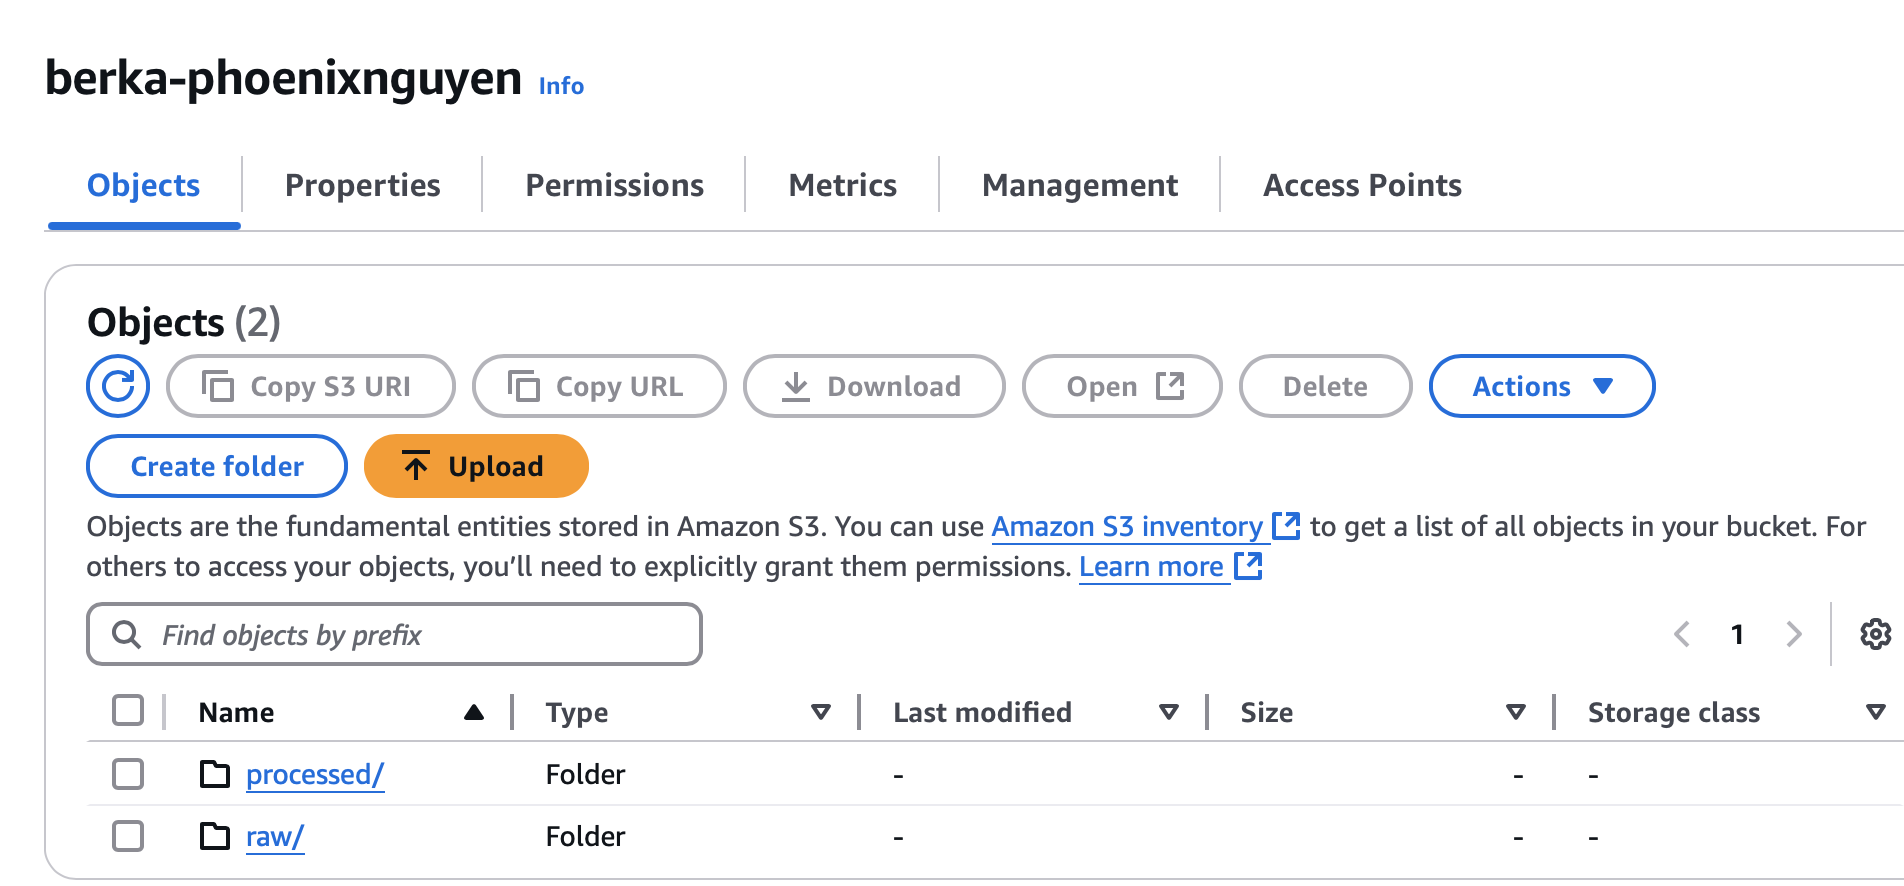 berka-phoenixnguyen Info
Objects Properties Permissions Metrics Management Access Points
Objects (2)
Copy S3 URI Copy URL Download Open Delete Actions
Create folder Upload
Objects are the fundamental entities stored in Amazon S3. You can use Amazon S3 inventory to get a list of all objects in your bucket. For
others to access your objects, you’ll need to explicitly grant them permissions. Learn more
Find objects by prefix 1
Name Type Last modified Size Storage class
processed/ Folder - - -
raw/ Folder - - -